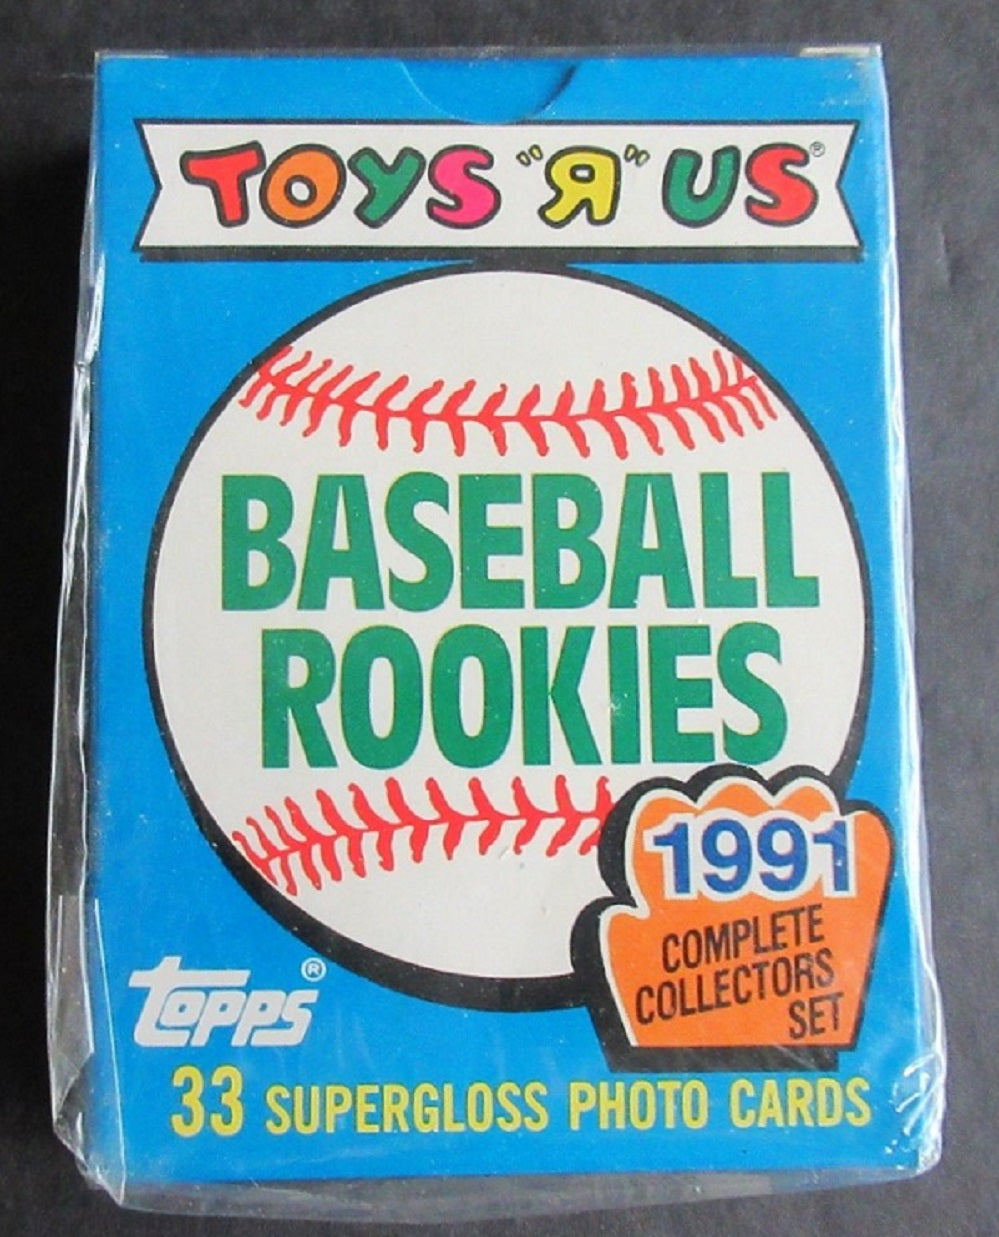 TOYS "Я" US®
BASEBALL
ROOKIES
1991
COMPLETE
COLLECTORS
SET
Topps®
33 SUPERGLOSS PHOTO CARDS